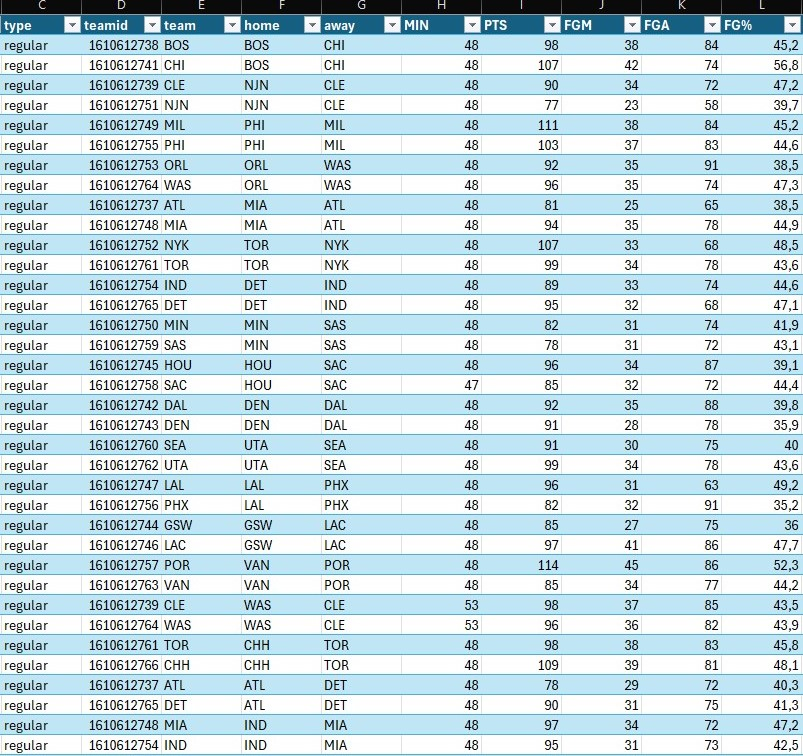 C D E F G H I J K L
type teamid team home away MIN PTS FGM FGA FG%
regular 1610612738 BOS BOS CHI 48 98 38 84 45,2
regular 1610612741 CHI BOS CHI 48 107 42 74 56,8
regular 1610612739 CLE NJN CLE 48 90 34 72 47,2
regular 1610612751 NJN NJN CLE 48 77 23 58 39,7
regular 1610612749 MIL PHI MIL 48 111 38 84 45,2
regular 1610612755 PHI PHI MIL 48 103 37 83 44,6
regular 1610612753 ORL ORL WAS 48 92 35 91 38,5
regular 1610612764 WAS ORL WAS 48 96 35 74 47,3
regular 1610612737 ATL MIA ATL 48 81 25 65 38,5
regular 1610612748 MIA MIA ATL 48 94 35 78 44,9
regular 1610612752 NYK TOR NYK 48 107 33 68 48,5
regular 1610612761 TOR TOR NYK 48 99 34 78 43,6
regular 1610612754 IND DET IND 48 89 33 74 44,6
regular 1610612765 DET DET IND 48 95 32 68 47,1
regular 1610612750 MIN MIN SAS 48 82 31 74 41,9
regular 1610612759 SAS MIN SAS 48 78 31 72 43,1
regular 1610612745 HOU HOU SAC 48 96 34 87 39,1
regular 1610612758 SAC HOU SAC 47 85 32 72 44,4
regular 1610612742 DAL DEN DAL 48 92 35 88 39,8
regular 1610612743 DEN DEN DAL 48 91 28 78 35,9
regular 1610612760 SEA UTA SEA 48 91 30 75 40
regular 1610612762 UTA UTA SEA 48 99 34 78 43,6
regular 1610612747 LAL LAL PHX 48 96 31 63 49,2
regular 1610612756 PHX LAL PHX 48 82 32 91 35,2
regular 1610612744 GSW GSW LAC 48 85 27 75 36
regular 1610612746 LAC GSW LAC 48 97 41 86 47,7
regular 1610612757 POR VAN POR 48 114 45 86 52,3
regular 1610612763 VAN VAN POR 48 85 34 77 44,2
regular 1610612739 CLE WAS CLE 53 98 37 85 43,5
regular 1610612764 WAS WAS CLE 53 96 36 82 43,9
regular 1610612761 TOR CHH TOR 48 98 38 83 45,8
regular 1610612766 CHH CHH TOR 48 109 39 81 48,1
regular 1610612737 ATL ATL DET 48 78 29 72 40,3
regular 1610612765 DET ATL DET 48 90 31 75 41,3
regular 1610612748 MIA IND MIA 48 97 34 72 47,2
regular 1610612754 IND IND MIA 48 95 31 73 42,5